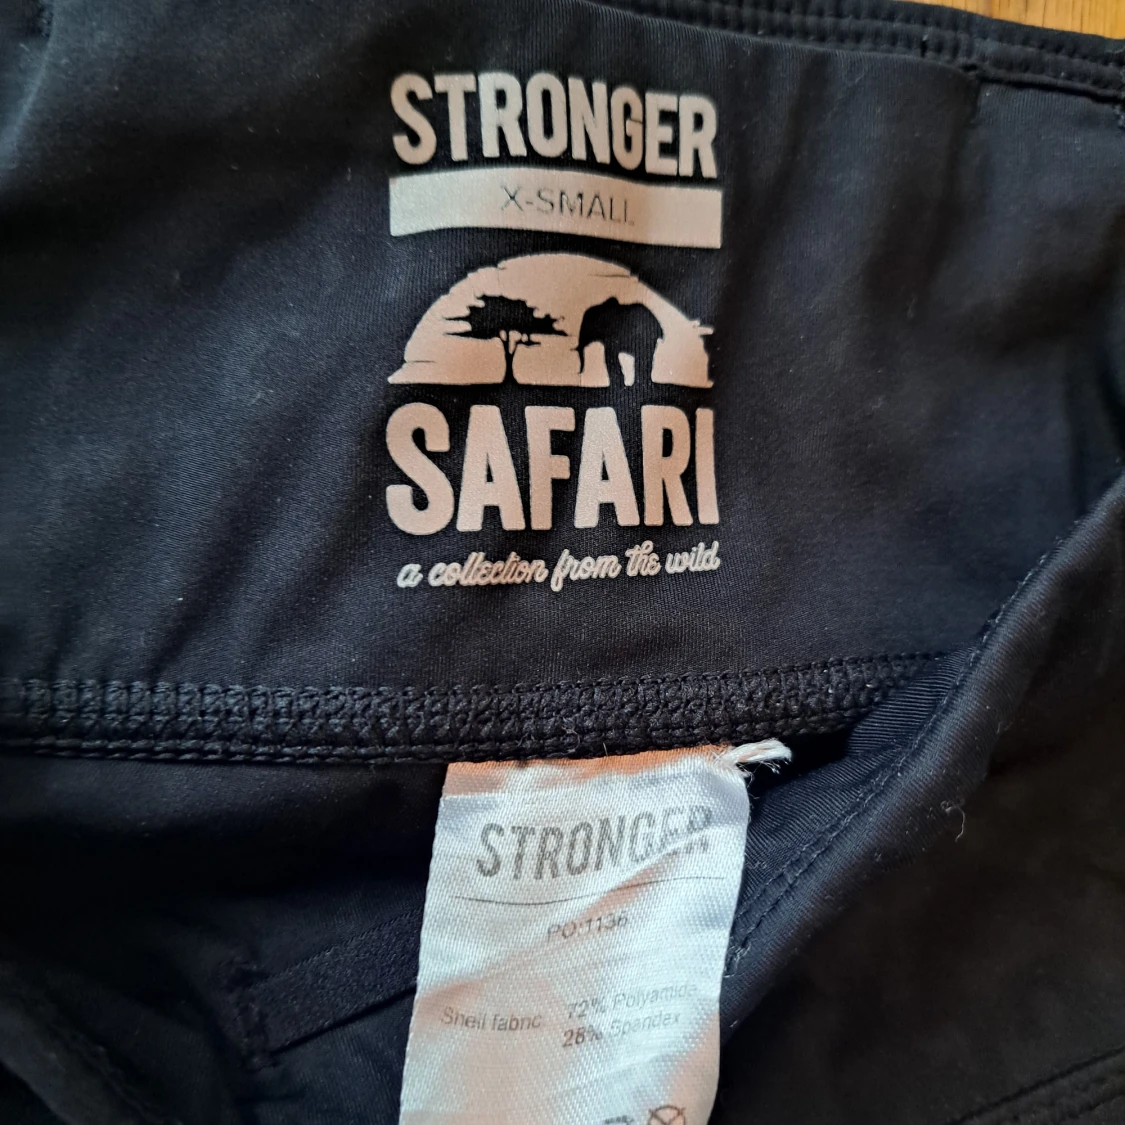 STRONGER
X-SMALL
SAFARI
a collection from the wild
STRONGER
PO:1136
Shell fabric 72% Polyamide
28% Spandex